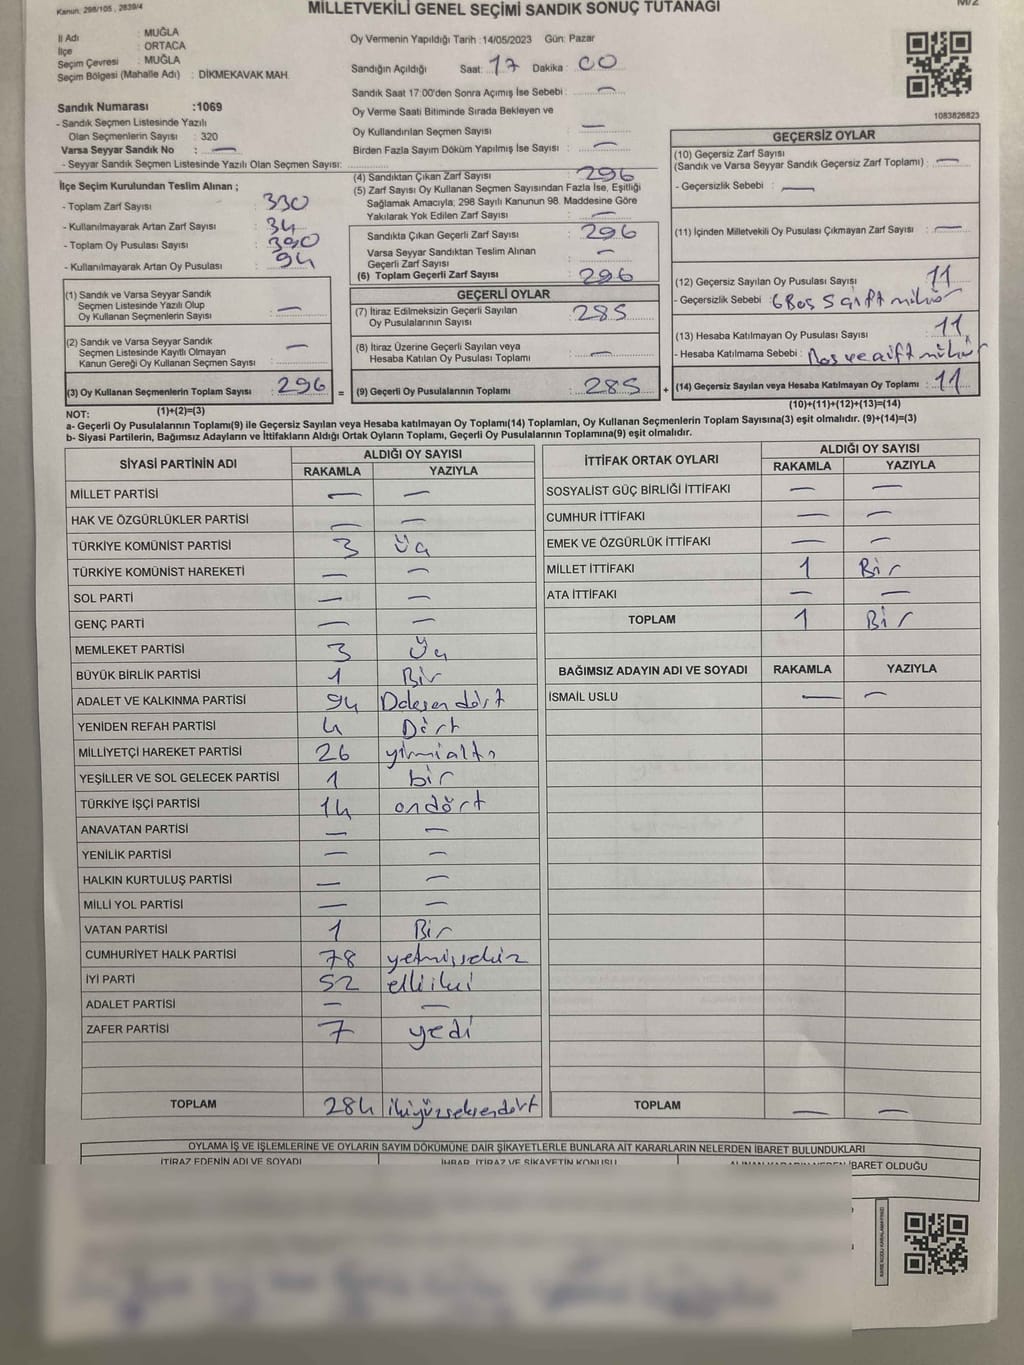 Kanun. 298/105 , 2839/4
MİLLETVEKİLİ GENEL SEÇİMİ SANDIK SONUÇ TUTANAĞI
M/2
İl Adı : MUĞLA
İlçe : ORTACA
Seçim Çevresi : MUĞLA
Seçim Bölgesi (Mahalle Adı) : DİKMEKAVAK MAH.
Sandık Numarası :1069
- Sandık Seçmen Listesinde Yazılı
Olan Seçmenlerin Sayısı : 320
Varsa Seyyar Sandık No : —
- Seyyar Sandık Seçmen Listesinde Yazılı Olan Seçmen Sayısı:
Oy Vermenin Yapıldığı Tarih :14/05/2023 Gün: Pazar
Sandığın Açıldığı Saat: 17 Dakika : 00
Sandık Saat 17:00'den Sonra Açımış İse Sebebi : —
Oy Verme Saati Bitiminde Sırada Bekleyen ve
Oy Kullandırılan Seçmen Sayısı : —
Birden Fazla Sayım Döküm Yapılmış İse Sayısı : —
1083826823
İlçe Seçim Kurulundan Teslim Alınan ;
- Toplam Zarf Sayısı : 330
- Kullanılmayarak Artan Zarf Sayısı : 34
- Toplam Oy Pusulası Sayısı : 390
- Kullanılmayarak Artan Oy Pusulası : 94
(4) Sandıktan Çıkan Zarf Sayısı : 296
(5) Zarf Sayısı Oy Kullanan Seçmen Sayısından Fazla İse, Eşitliği
Sağlamak Amacıyla, 298 Sayılı Kanunun 98. Maddesine Göre
Yakılarak Yok Edilen Zarf Sayısı : —
Sandıkta Çıkan Geçerli Zarf Sayısı : 296
Varsa Seyyar Sandıktan Teslim Alınan
Geçerli Zarf Sayısı : —
(6) Toplam Geçerli Zarf Sayısı : 296
GEÇERSİZ OYLAR
(10) Geçersiz Zarf Sayısı
(Sandık ve Varsa Seyyar Sandık Geçersiz Zarf Toplamı) : —
- Geçersizlik Sebebi : —
(11) İçinden Milletvekili Oy Pusulası Çıkmayan Zarf Sayısı : —
(12) Geçersiz Sayılan Oy Pusulası Sayısı : 11
- Geçersizlik Sebebi : 6 Boş 5 çift mühür
(13) Hesaba Katılmayan Oy Pusulası Sayısı : 11
- Hesaba Katılmama Sebebi : Boş ve çift mühür
(14) Geçersiz Sayılan veya Hesaba Katılmayan Oy Toplamı : 11
(10)+(11)+(12)+(13)=(14)
(1) Sandık ve Varsa Seyyar Sandık
Seçmen Listesinde Yazılı Olup
Oy Kullanan Seçmenlerin Sayısı : —
(2) Sandık ve Varsa Seyyar Sandık
Seçmen Listesinde Kayıtlı Olmayan
Kanun Gereği Oy Kullanan Seçmen Sayısı : —
(3) Oy Kullanan Seçmenlerin Toplam Sayısı : 296 =
(1)+(2)=(3)
GEÇERLİ OYLAR
(7) İtiraz Edilmeksizin Geçerli Sayılan
Oy Pusulalarının Sayısı : 285
(8) İtiraz Üzerine Geçerli Sayılan veya
Hesaba Katılan Oy Pusulası Toplamı : —
(9) Geçerli Oy Pusulalarının Toplamı : 285 +
NOT:
a- Geçerli Oy Pusulalarının Toplamı(9) ile Geçersiz Sayılan veya Hesaba katılmayan Oy Toplamı(14) Toplamları, Oy Kullanan Seçmenlerin Toplam Sayısına(3) eşit olmalıdır. (9)+(14)=(3)
b- Siyasi Partilerin, Bağımsız Adayların ve İttifakların Aldığı Ortak Oyların Toplamı, Geçerli Oy Pusulalarının Toplamına(9) eşit olmalıdır.
SİYASİ PARTİNİN ADI ALDIĞI OY SAYISI
RAKAMLA YAZIYLA
MİLLET PARTİSİ — —
HAK VE ÖZGÜRLÜKLER PARTİSİ — —
TÜRKİYE KOMÜNİST PARTİSİ 3 Üç
TÜRKİYE KOMÜNİST HAREKETİ — —
SOL PARTİ — —
GENÇ PARTİ — —
MEMLEKET PARTİSİ 3 Üç
BÜYÜK BİRLİK PARTİSİ 1 Bir
ADALET VE KALKINMA PARTİSİ 94 Doksandört
YENİDEN REFAH PARTİSİ 4 Dört
MİLLİYETÇİ HAREKET PARTİSİ 26 yirmialtı
YEŞİLLER VE SOL GELECEK PARTİSİ 1 bir
TÜRKİYE İŞÇİ PARTİSİ 14 ondört
ANAVATAN PARTİSİ — —
YENİLİK PARTİSİ — —
HALKIN KURTULUŞ PARTİSİ — —
MİLLİ YOL PARTİSİ — —
VATAN PARTİSİ 1 Bir
CUMHURİYET HALK PARTİSİ 78 yetmişsekiz
İYİ PARTİ 52 elliiki
ADALET PARTİSİ — —
ZAFER PARTİSİ 7 yedi
TOPLAM 284 ikiyüzseksendört
İTTİFAK ORTAK OYLARI ALDIĞI OY SAYISI
RAKAMLA YAZIYLA
SOSYALİST GÜÇ BİRLİĞİ İTTİFAKI — —
CUMHUR İTTİFAKI — —
EMEK VE ÖZGÜRLÜK İTTİFAKI — —
MİLLET İTTİFAKI 1 Bir
ATA İTTİFAKI — —
TOPLAM 1 Bir
BAĞIMSIZ ADAYIN ADI VE SOYADI RAKAMLA YAZIYLA
İSMAİL USLU — —
TOPLAM — —
OYLAMA İŞ VE İŞLEMLERİNE VE OYLARIN SAYIM DÖKÜMÜNE DAİR ŞİKAYETLERLE BUNLARA AİT KARARLARIN NELERDEN İBARET BULUNDUKLARI
İTİRAZ EDENİN ADI VE SOYADI İHBAR, İTİRAZ VE ŞİKAYETİN KONUSU İBARET OLDUĞU